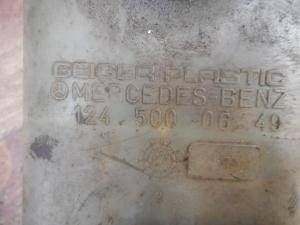 GEIGER PLASTIC
MERCEDES-BENZ
124 500 06 49